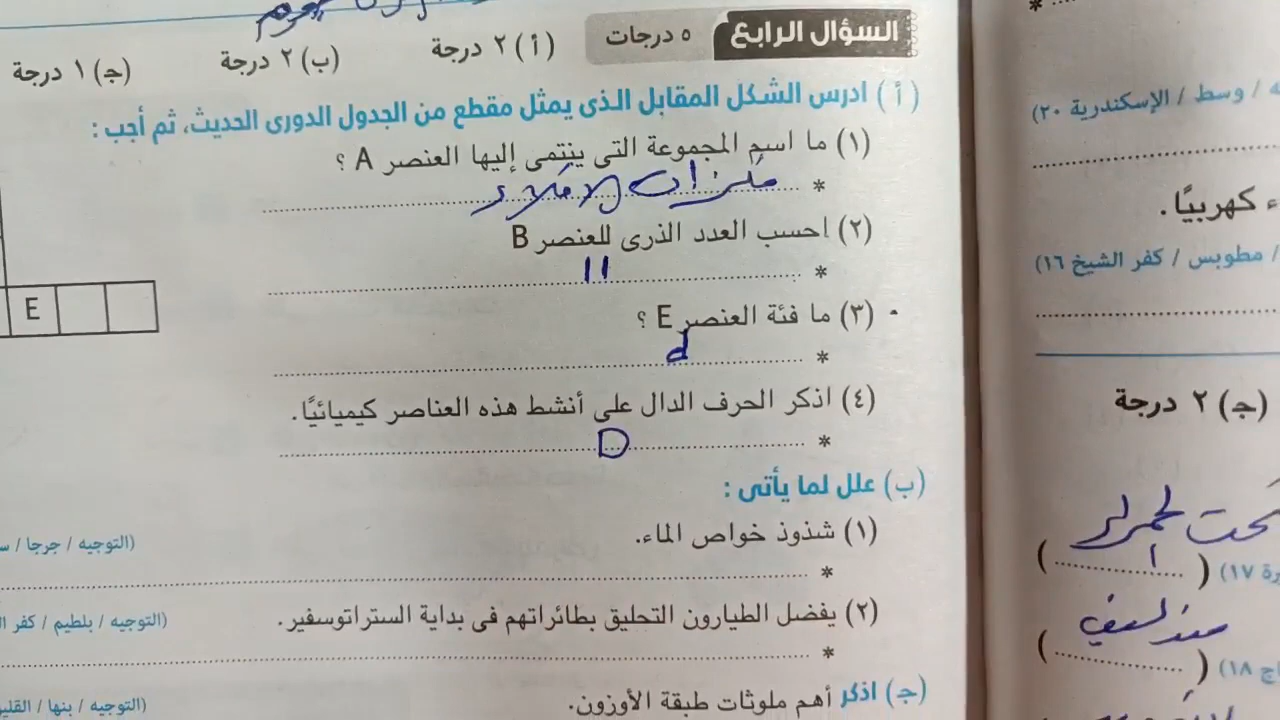 السؤال الرابع ٥ درجات (أ) ٢ درجة (ب) ٢ درجة (جـ) ١ درجة
(أ) ادرس الشكل المقابل الذى يمثل مقطع من الجدول الدورى الحديث، ثم أجب :
(١) ما اسم المجموعة التى ينتمى إليها العنصر A ؟
*
(٢) احسب العدد الذرى للعنصر B
* 11
E
(٣) ما فئة العنصر E ؟
* d
(٤) اذكر الحرف الدال على أنشط هذه العناصر كيميائيًا.
* D
(ب) علل لما يأتى :
(١) شذوذ خواص الماء. (التوجيه / جرجا /
*
(٢) يفضل الطيارون التحليق بطائراتهم فى بداية الستراتوسفير. (التوجيه / بلطيم / كفر
*
(جـ) اذكر أهم ملوثات طبقة الأوزون. (التوجيه / بنها /
*
/ وسط / الإسكندرية ٢٠)
كهربيًا.
/ مطوبس / كفر الشيخ ١٦)
(جـ) ٢ درجة
تحت
١٧)
(
١٨)
(